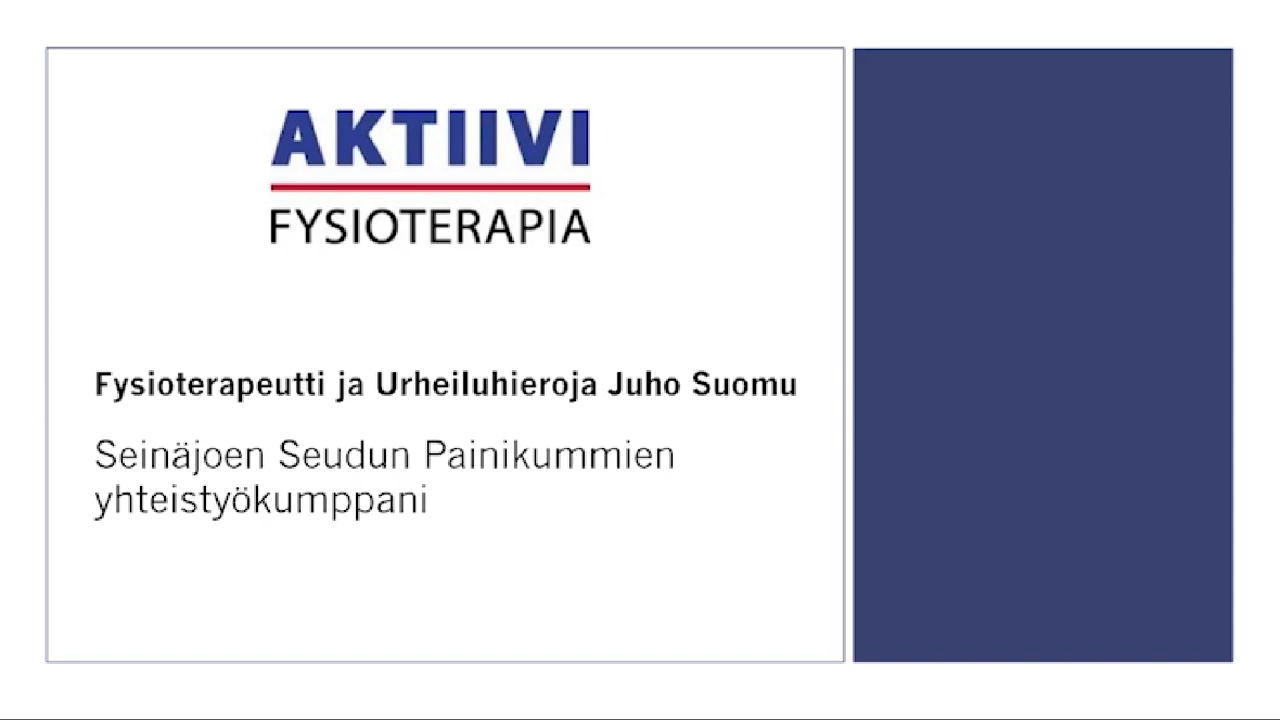 AKTIIVI
FYSIOTERAPIA
Fysioterapeutti ja Urheiluhieroja Juho Suomu
Seinäjoen Seudun Painikummien
yhteistyökumppani